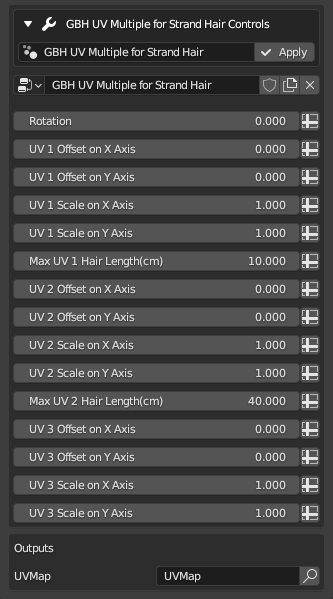 GBH UV Multiple for Strand Hair Controls
GBH UV Multiple for Strand Hair Apply
GBH UV Multiple for Strand Hair
Rotation 0.000
UV 1 Offset on X Axis 0.000
UV 1 Offset on Y Axis 0.000
UV 1 Scale on X Axis 1.000
UV 1 Scale on Y Axis 1.000
Max UV 1 Hair Length(cm) 10.000
UV 2 Offset on X Axis 0.000
UV 2 Offset on Y Axis 0.000
UV 2 Scale on X Axis 1.000
UV 2 Scale on Y Axis 1.000
Max UV 2 Hair Length(cm) 40.000
UV 3 Offset on X Axis 0.000
UV 3 Offset on Y Axis 0.000
UV 3 Scale on X Axis 1.000
UV 3 Scale on Y Axis 1.000
Outputs
UVMap UVMap